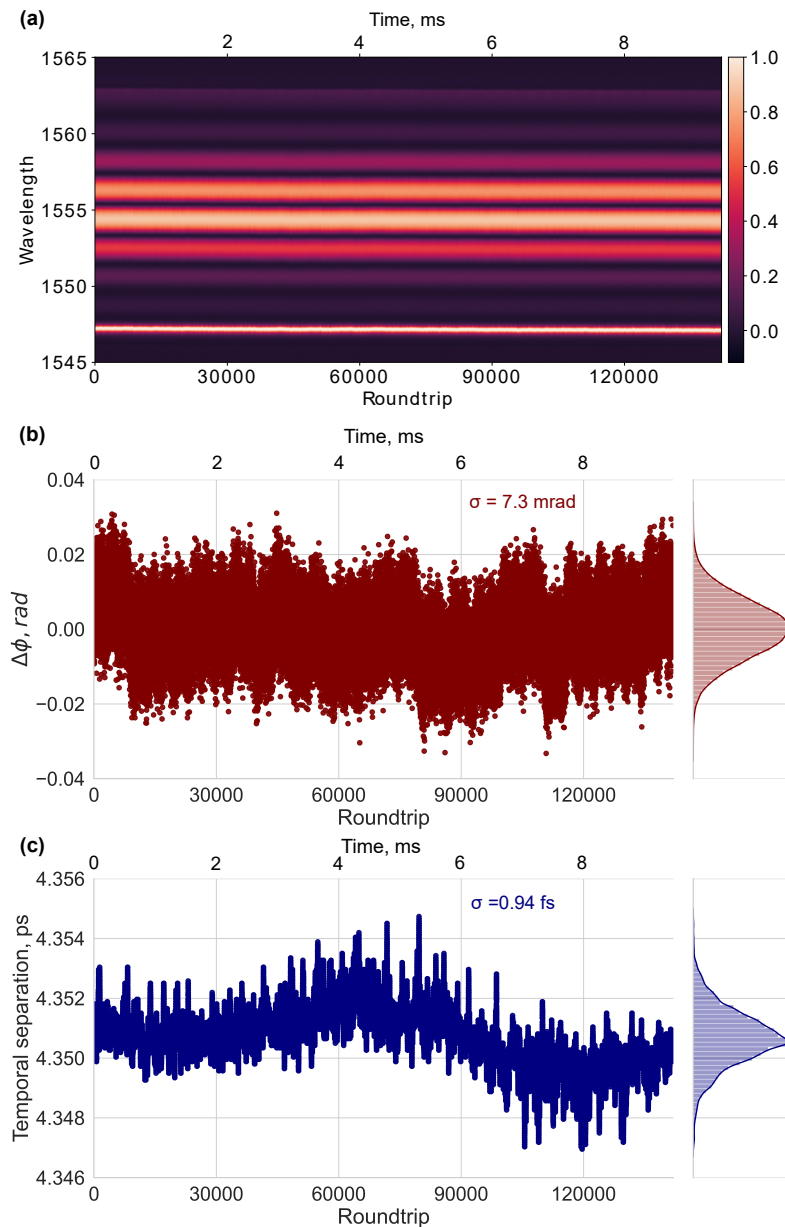 (a)
Time, ms
2 4 6 8
1565
1560
1555
1550
1545
Wavelength
1.0
0.8
0.6
0.4
0.2
0.0
0 30000 60000 90000 120000
Roundtrip
(b)
Time, ms
0 2 4 6 8
0.04
0.02
0.00
−0.02
−0.04
Δϕ, rad
σ = 7.3 mrad
0 30000 60000 90000 120000
Roundtrip
(c)
Time, ms
0 2 4 6 8
4.356
4.354
4.352
4.350
4.348
4.346
Temporal separation, ps
σ =0.94 fs
0 30000 60000 90000 120000
Roundtrip